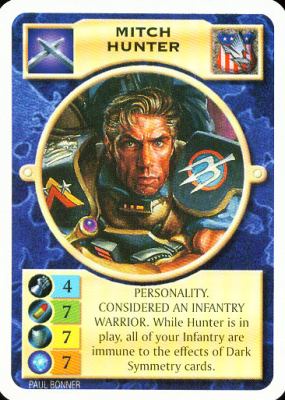 MITCH
HUNTER
4
7
7
7
PERSONALITY.
CONSIDERED AN INFANTRY
WARRIOR. While Hunter is in
play, all of your Infantry are
immune to the effects of Dark
Symmetry cards.
PAUL BONNER